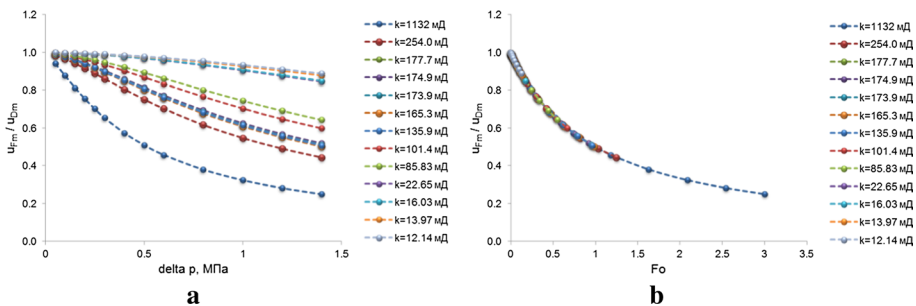 1.2
1.0
0.8
0.6
0.4
0.2
0.0
u_Fm / u_Dm
0
0.5
1
1.5
delta p, МПа
k=1132 мД
k=254.0 мД
k=177.7 мД
k=174.9 мД
k=173.9 мД
k=165.3 мД
k=135.9 мД
k=101.4 мД
k=85.83 мД
k=22.65 мД
k=16.03 мД
k=13.97 мД
k=12.14 мД
a
1.2
1.0
0.8
0.6
0.4
0.2
0.0
u_Fm / u_Dm
0
0.5
1
1.5
2
2.5
3
3.5
Fo
k=1132 мД
k=254.0 мД
k=177.7 мД
k=174.9 мД
k=173.9 мД
k=165.3 мД
k=135.9 мД
k=101.4 мД
k=85.83 мД
k=22.65 мД
k=16.03 мД
k=13.97 мД
k=12.14 мД
b